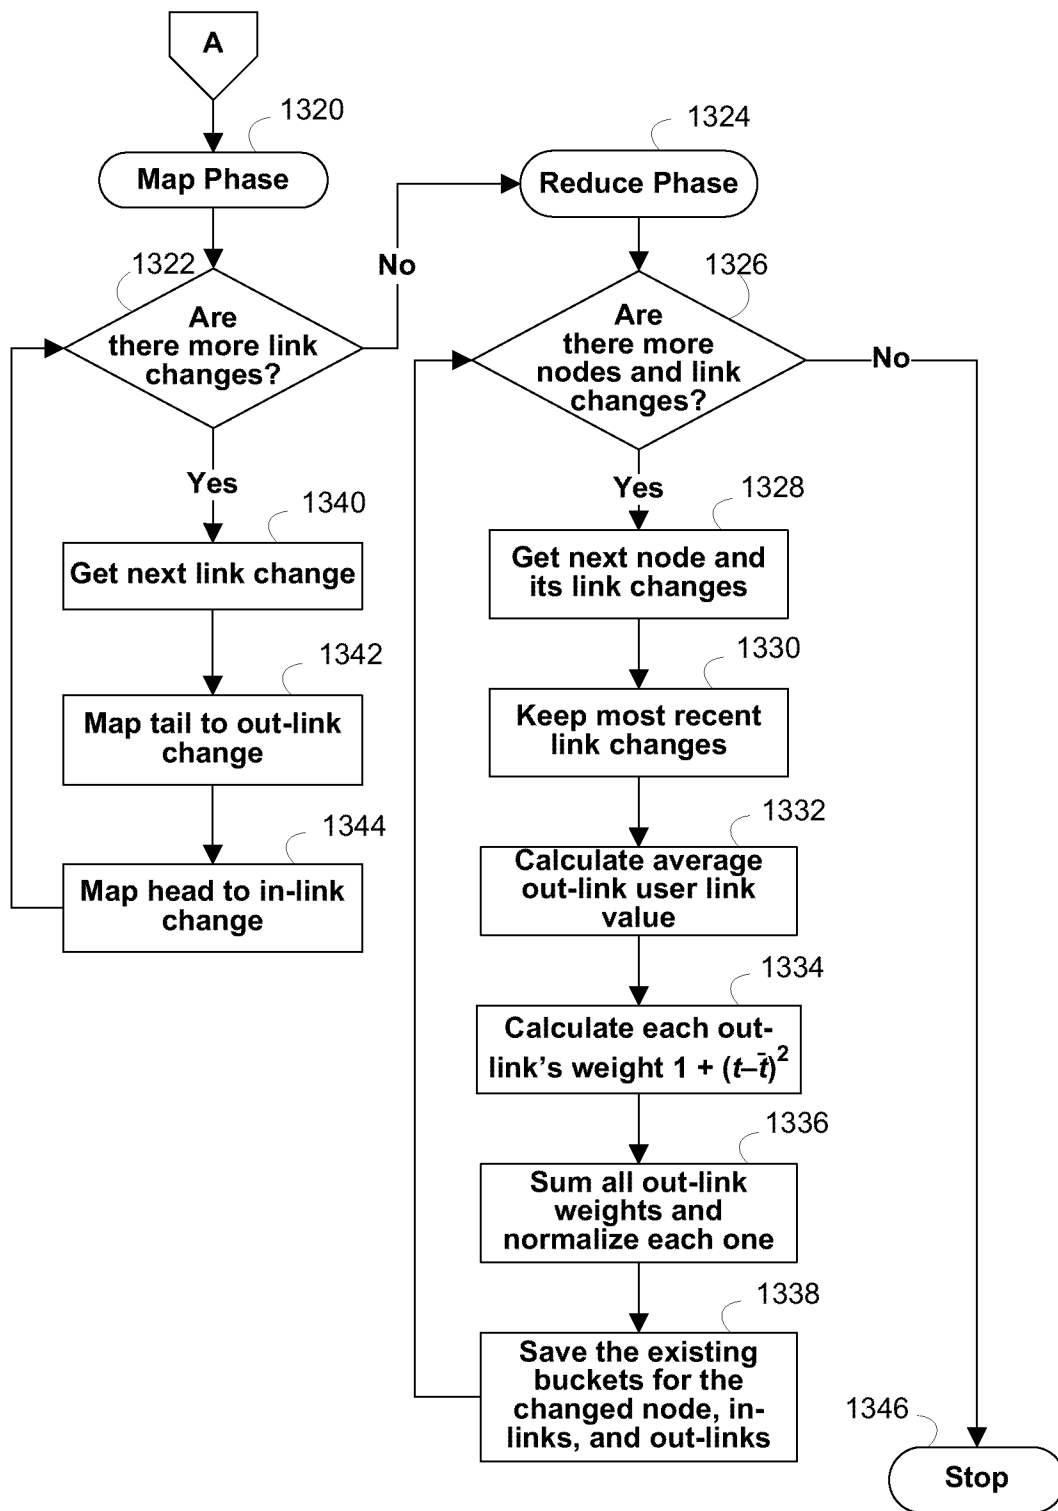 A
1320
Map Phase
1322
Are
there more link
changes?
No
Yes
1340
Get next link change
1342
Map tail to out-link
change
1344
Map head to in-link
change
1324
Reduce Phase
1326
Are
there more
nodes and link
changes?
No
Yes
1328
Get next node and
its link changes
1330
Keep most recent
link changes
1332
Calculate average
out-link user link
value
1334
Calculate each out-
link’s weight 1 + (t–t̄)²
1336
Sum all out-link
weights and
normalize each one
1338
Save the existing
buckets for the
changed node, in-
links, and out-links
1346
Stop